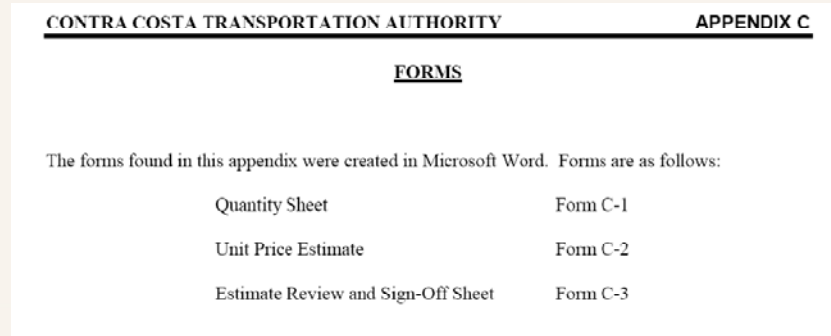 CONTRA COSTA TRANSPORTATION AUTHORITY APPENDIX C
FORMS
The forms found in this appendix were created in Microsoft Word. Forms are as follows:
Quantity Sheet Form C-1
Unit Price Estimate Form C-2
Estimate Review and Sign-Off Sheet Form C-3